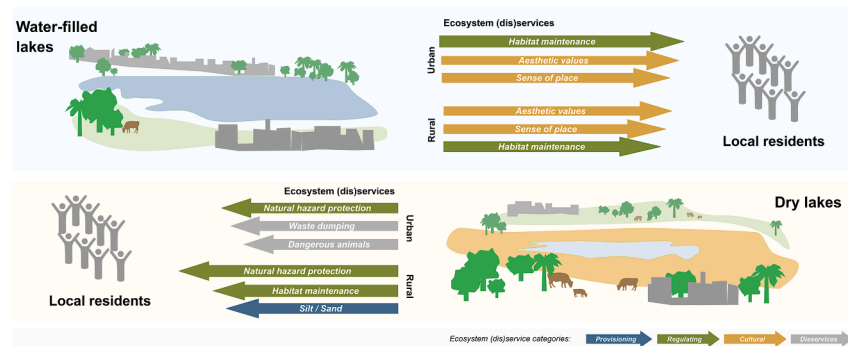 Water-filled
lakes
Ecosystem (dis)services
Urban
Habitat maintenance
Aesthetic values
Sense of place
Rural
Aesthetic values
Sense of place
Habitat maintenance
Local residents
Ecosystem (dis)services
Natural hazard protection
Waste dumping
Dangerous animals
Urban
Natural hazard protection
Habitat maintenance
Silt / Sand
Rural
Local residents
Dry lakes
Ecosystem (dis)service categories:
Provisioning
Regulating
Cultural
Disservices